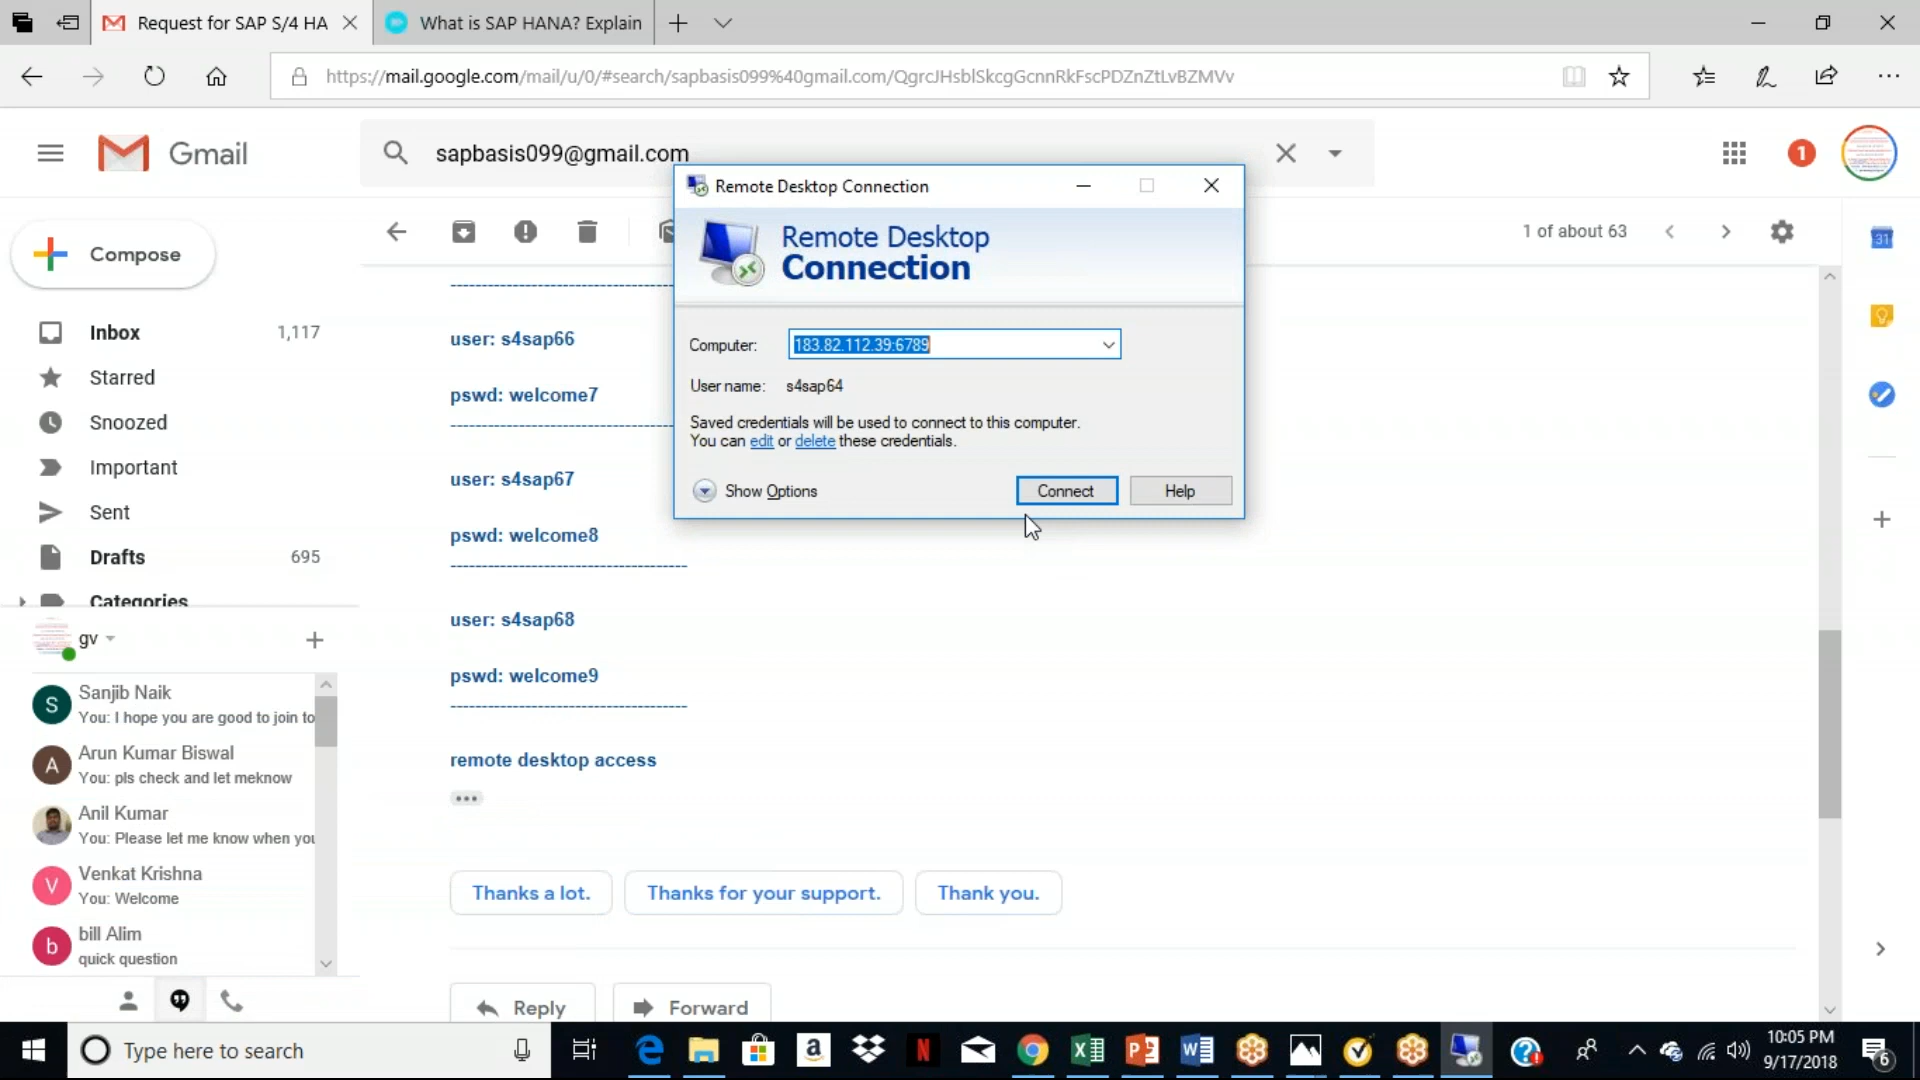 Request for SAP S/4 HA
What is SAP HANA? Explain
https://mail.google.com/mail/u/0/#search/sapbasis099%40gmail.com/QgrcJHsblSkcgGcnnRkFscPDZnZtLvBZMVv
Gmail
sapbasis099@gmail.com
1
Compose
1 of about 63
31
Inbox 1,117
Starred
Snoozed
Important
Sent
Drafts 695
Categories
gv
S
Sanjib Naik
You: I hope you are good to join to
A
Arun Kumar Biswal
You: pls check and let meknow
Anil Kumar
You: Please let me know when you
V
Venkat Krishna
You: Welcome
b
bill Alim
quick question
user: s4sap66
pswd: welcome7
user: s4sap67
pswd: welcome8
user: s4sap68
pswd: welcome9
remote desktop access
Thanks a lot.
Thanks for your support.
Thank you.
Reply
Forward
Remote Desktop Connection
Remote Desktop
Connection
Computer: 183.82.112.39:6789
User name: s4sap64
Saved credentials will be used to connect to this computer.
You can edit or delete these credentials.
Show Options
Connect
Help
Type here to search
10:05 PM
9/17/2018
6